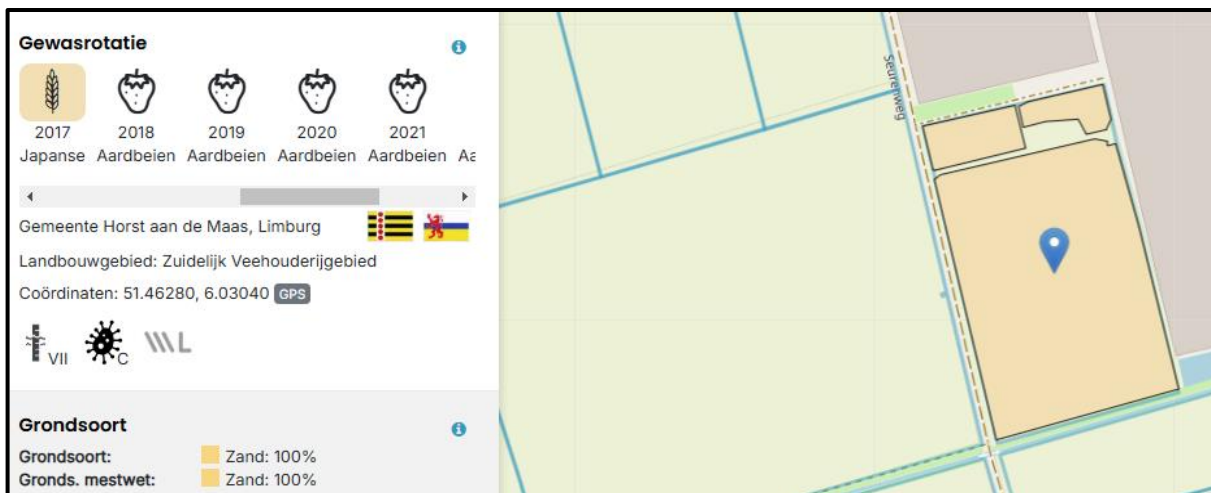 Gewasrotatie
2017 2018 2019 2020 2021
Japanse Aardbeien Aardbeien Aardbeien Aardbeien Aa
Gemeente Horst aan de Maas, Limburg
Landbouwgebied: Zuidelijk Veehouderijgebied
Coördinaten: 51.46280, 6.03040 GPS
VII C L
Grondsoort
Grondsoort: Zand: 100%
Gronds. mestwet: Zand: 100%
Seurenweg